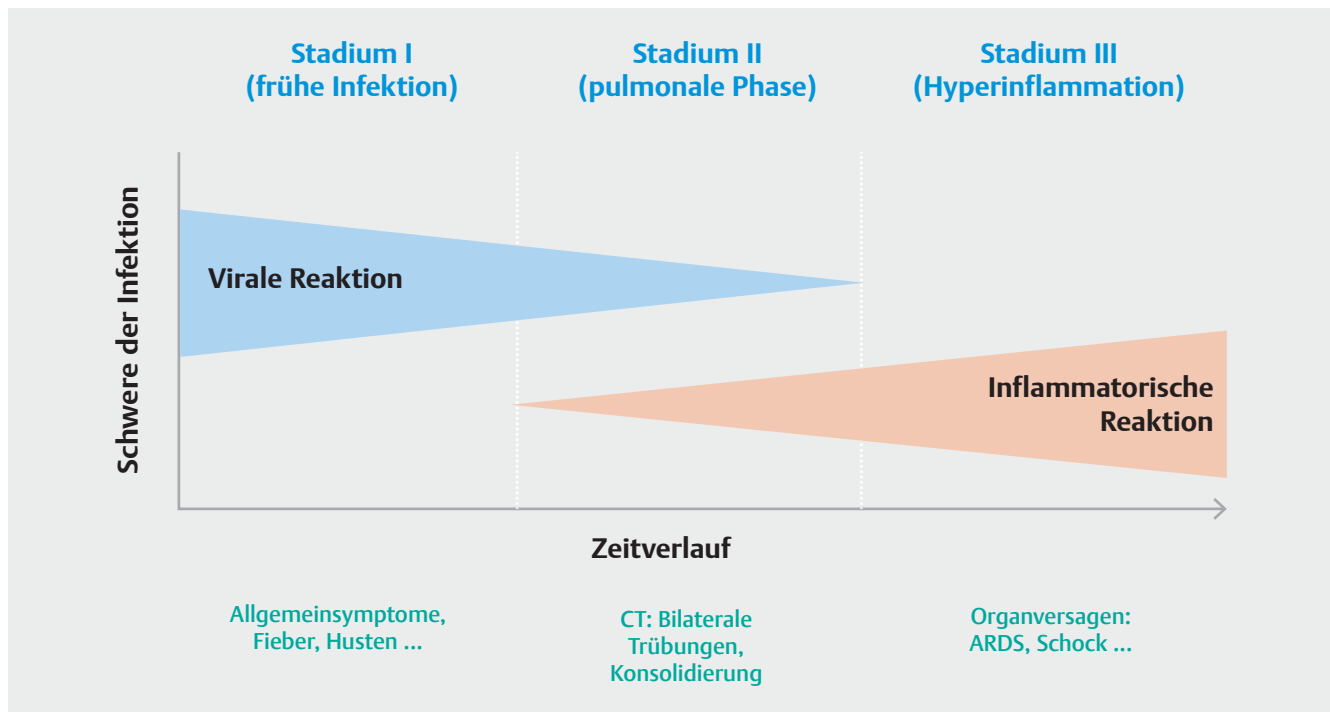 Stadium I
(frühe Infektion)
Stadium II
(pulmonale Phase)
Stadium III
(Hyperinflammation)
Schwere der Infektion
Virale Reaktion
Inflammatorische
Reaktion
Zeitverlauf
Allgemeinsymptome,
Fieber, Husten ...
CT: Bilaterale
Trübungen,
Konsolidierung
Organversagen:
ARDS, Schock ...